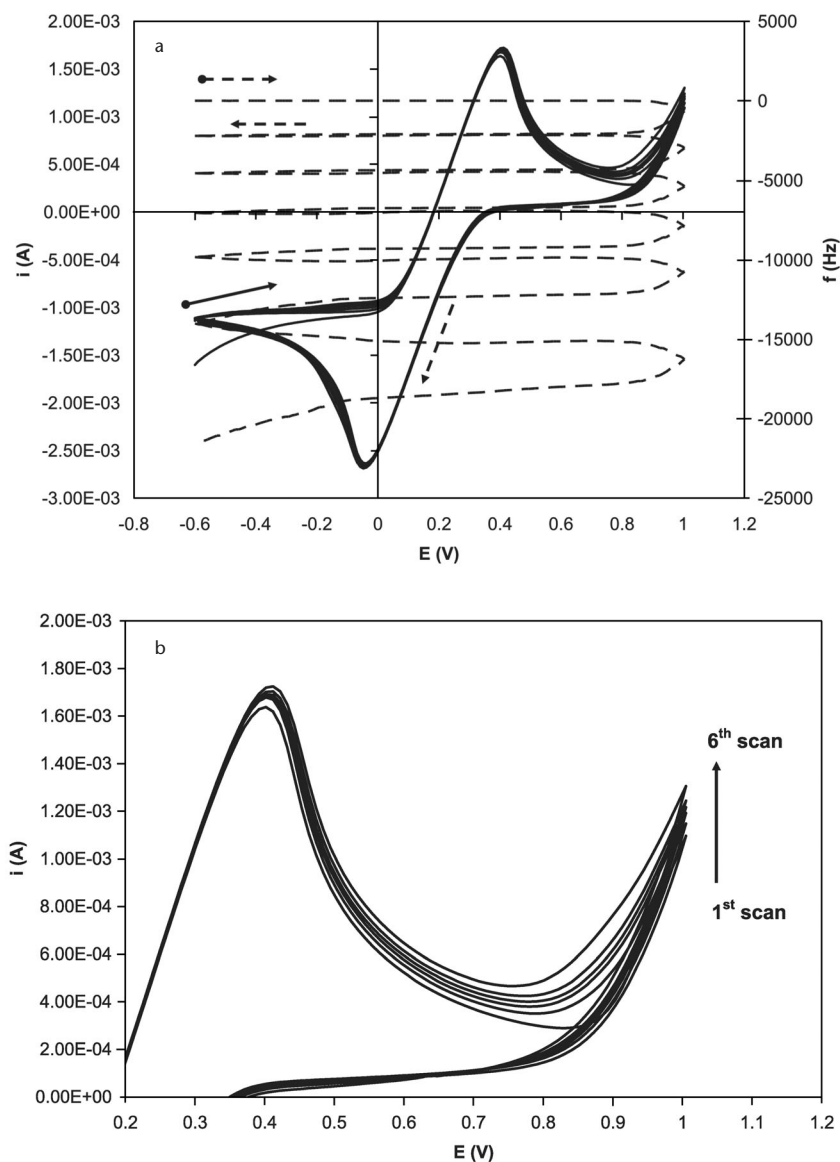 a
2.00E-03
1.50E-03
1.00E-03
5.00E-04
0.00E+00
-5.00E-04
-1.00E-03
-1.50E-03
-2.00E-03
-2.50E-03
-3.00E-03
i (A)
5000
0
-5000
-10000
-15000
-20000
-25000
f (Hz)
-0.8 -0.6 -0.4 -0.2 0 0.2 0.4 0.6 0.8 1 1.2
E (V)
b
2.00E-03
1.80E-03
1.60E-03
1.40E-03
1.20E-03
1.00E-03
8.00E-04
6.00E-04
4.00E-04
2.00E-04
0.00E+00
i (A)
6th scan
1st scan
0.2 0.3 0.4 0.5 0.6 0.7 0.8 0.9 1 1.1 1.2
E (V)